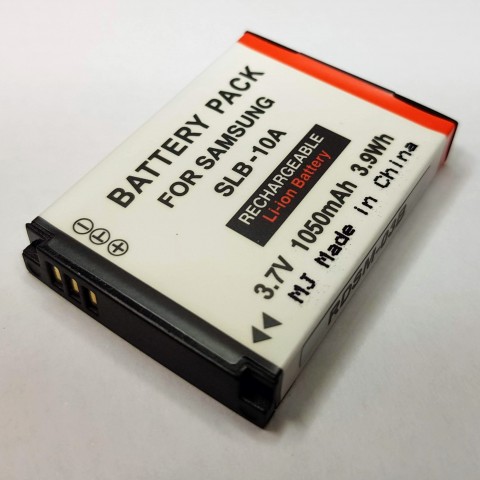 BATTERY PACK
FOR SAMSUNG
SLB-10A
RECHARGEABLE
Li-ion Battery
3.7V 1050mAh 3.9Wh
MJ Made in China